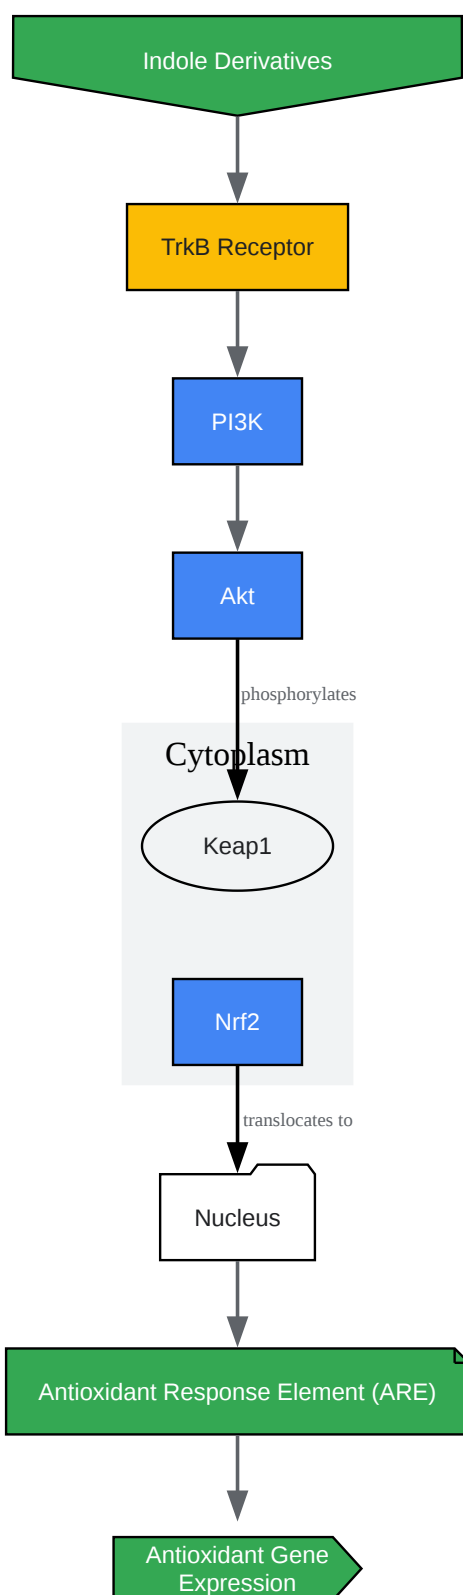 Indole Derivatives
TrkB Receptor
PI3K
Akt
phosphorylates
Cytoplasm
Keap1
Nrf2
translocates to
Nucleus
Antioxidant Response Element (ARE)
Antioxidant Gene
Expression